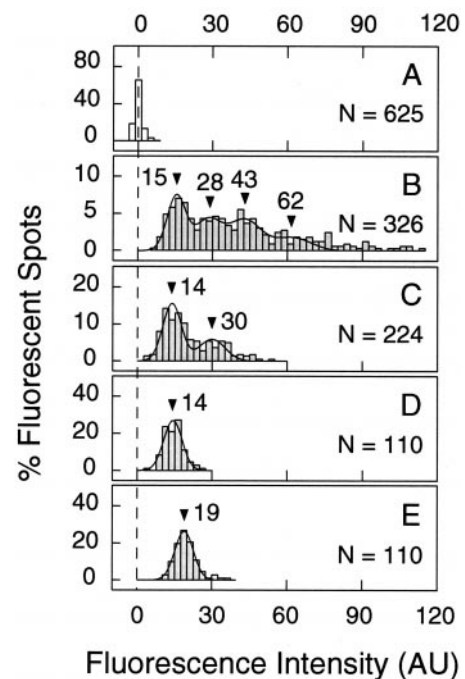 0 30 60 90 120
80
40
0
A
N = 625
10
5
0
15
28
43
62
B
N = 326
20
10
0
14
30
C
N = 224
40
20
0
14
D
N = 110
40
20
0
19
E
N = 110
% Fluorescent Spots
0 30 60 90 120
Fluorescence Intensity (AU)